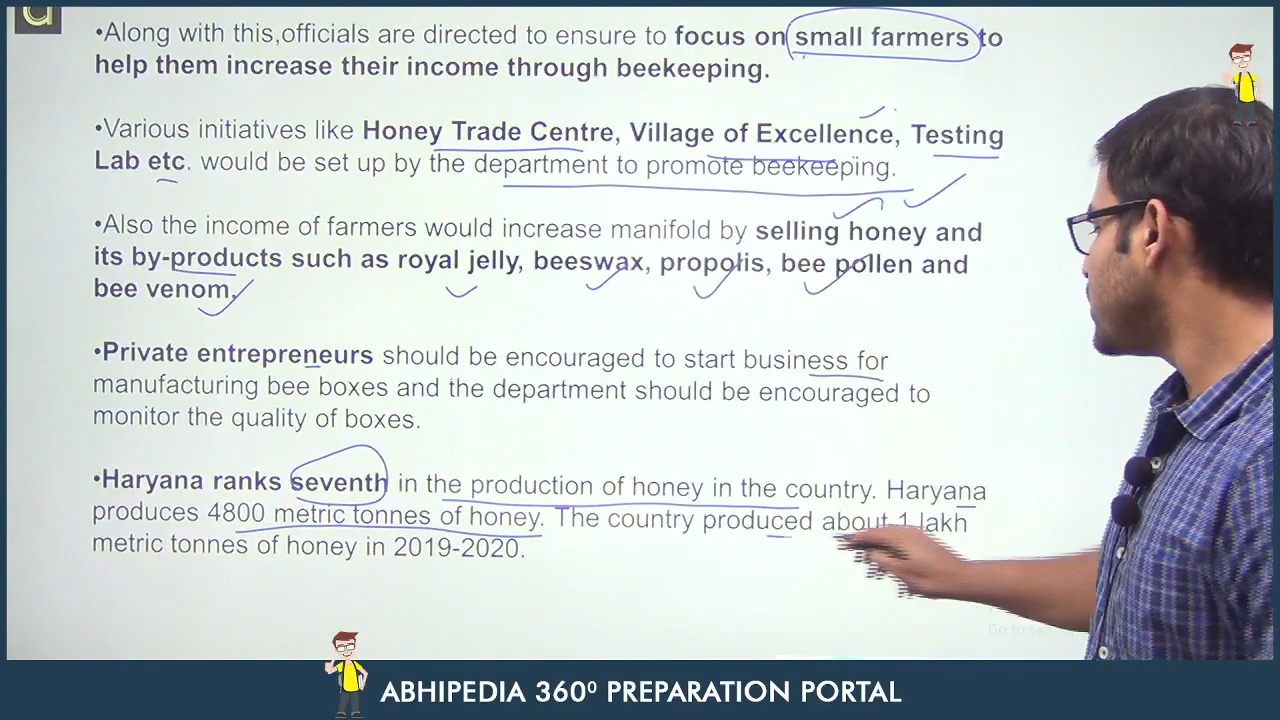 a
•Along with this,officials are directed to ensure to focus on small farmers to
help them increase their income through beekeeping.
•Various initiatives like Honey Trade Centre, Village of Excellence, Testing
Lab etc. would be set up by the department to promote beekeeping.
•Also the income of farmers would increase manifold by selling honey and
its by-products such as royal jelly, beeswax, propolis, bee pollen and
bee venom.
•Private entrepreneurs should be encouraged to start business for
manufacturing bee boxes and the department should be encouraged to
monitor the quality of boxes.
•Haryana ranks seventh in the production of honey in the country. Haryana
produces 4800 metric tonnes of honey. The country produced about 1 lakh
metric tonnes of honey in 2019-2020.
Go to
ABHIPEDIA 360⁰ PREPARATION PORTAL